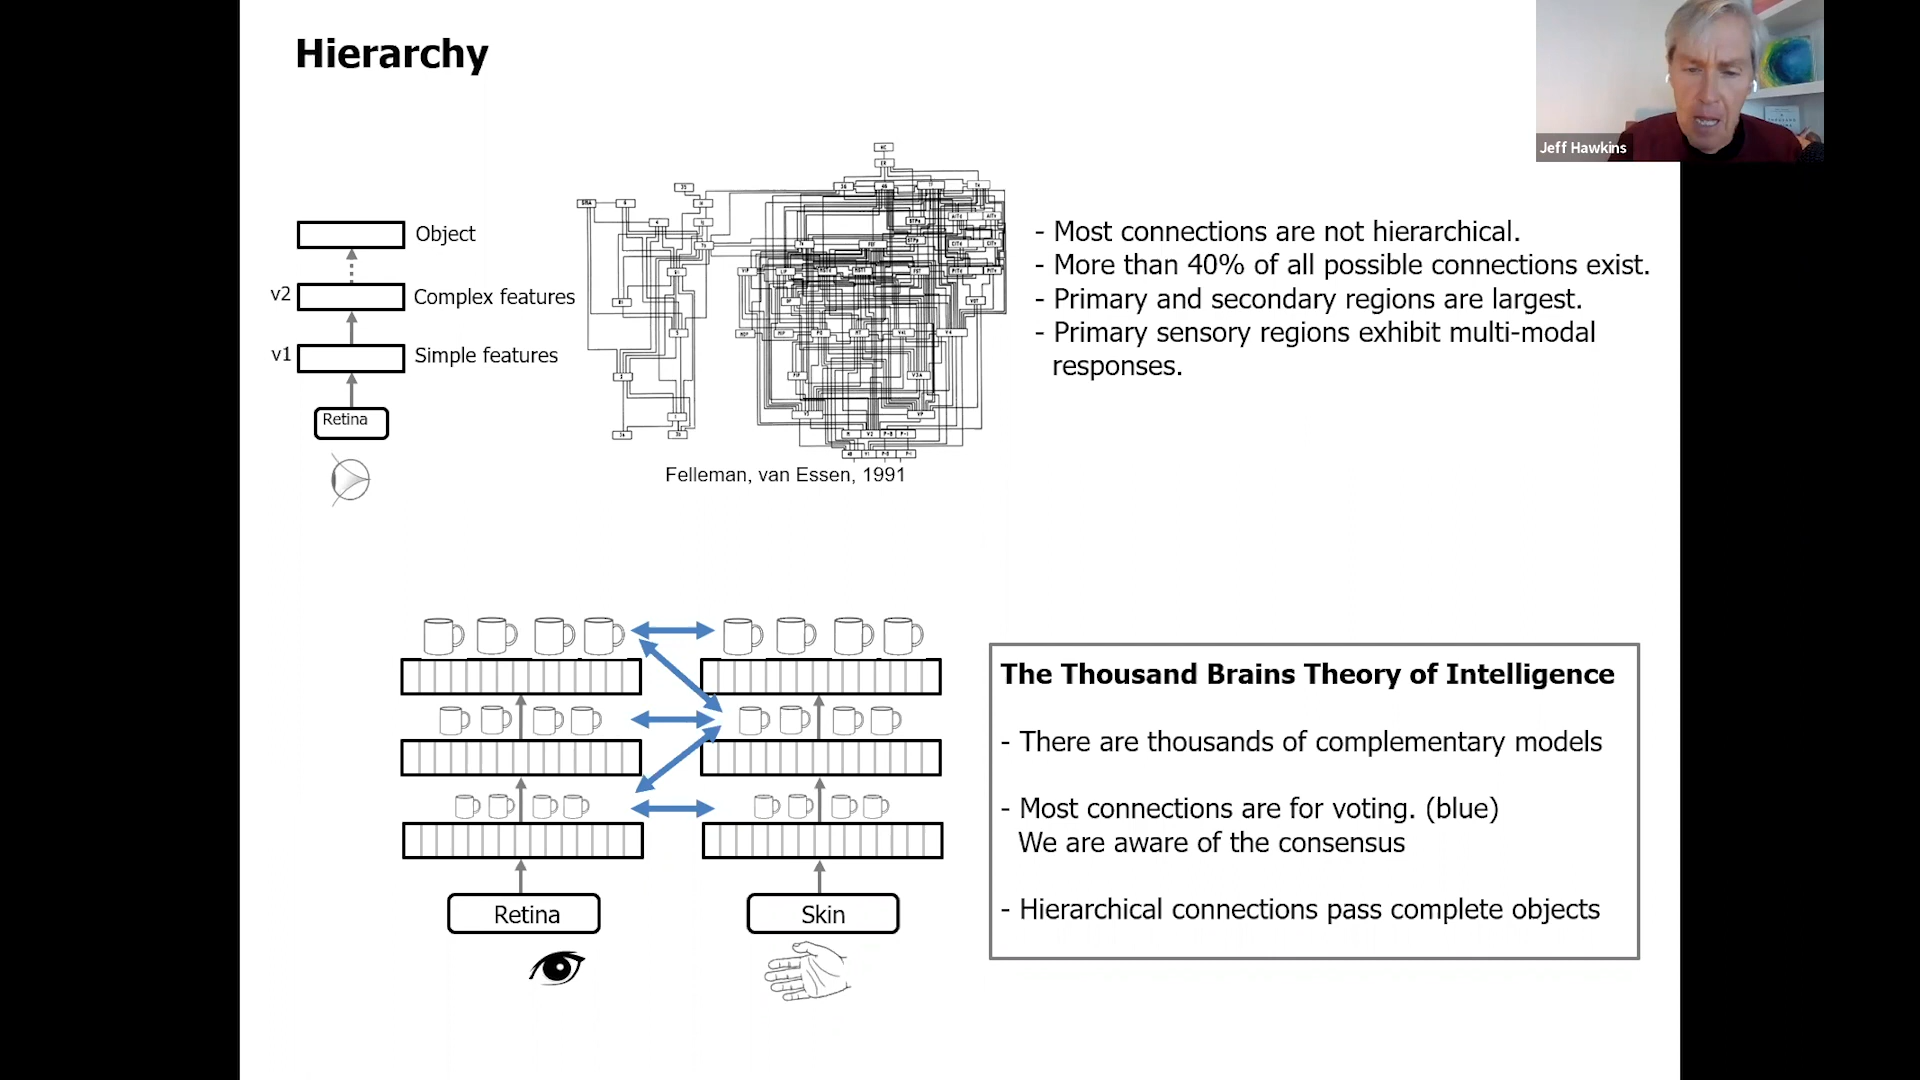 Hierarchy
Jeff Hawkins
Object
v2
Complex features
v1
Simple features
Retina
Felleman, van Essen, 1991
- Most connections are not hierarchical.
- More than 40% of all possible connections exist.
- Primary and secondary regions are largest.
- Primary sensory regions exhibit multi-modal
responses.
Retina
Skin
The Thousand Brains Theory of Intelligence
- There are thousands of complementary models
- Most connections are for voting. (blue)
We are aware of the consensus
- Hierarchical connections pass complete objects